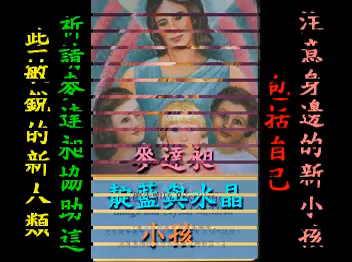 注意身邊的新小孩
包括自己
祈請麥達昶協助這
些敏銳的新人類
麥達昶
靛藍與水晶
小孩